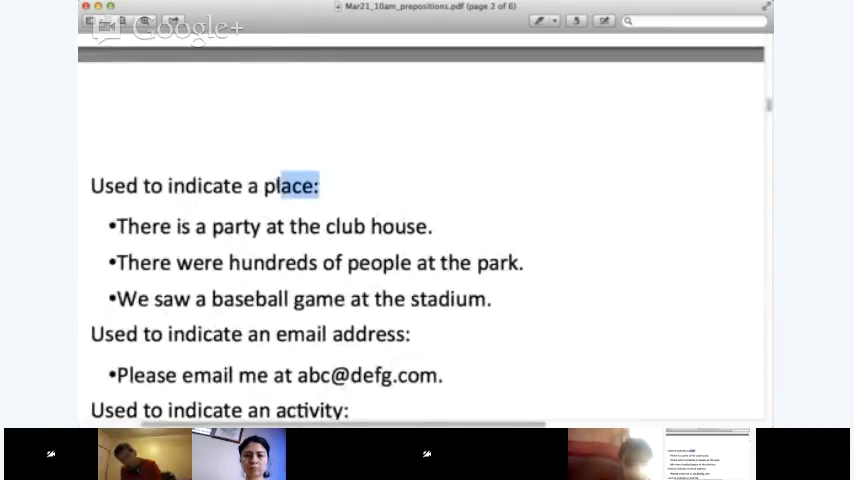 Mar21_10am_prepositions.pdf (page 2 of 6)
Google+
Used to indicate a place:
•There is a party at the club house.
•There were hundreds of people at the park.
•We saw a baseball game at the stadium.
Used to indicate an email address:
•Please email me at abc@defg.com.
Used to indicate an activity: